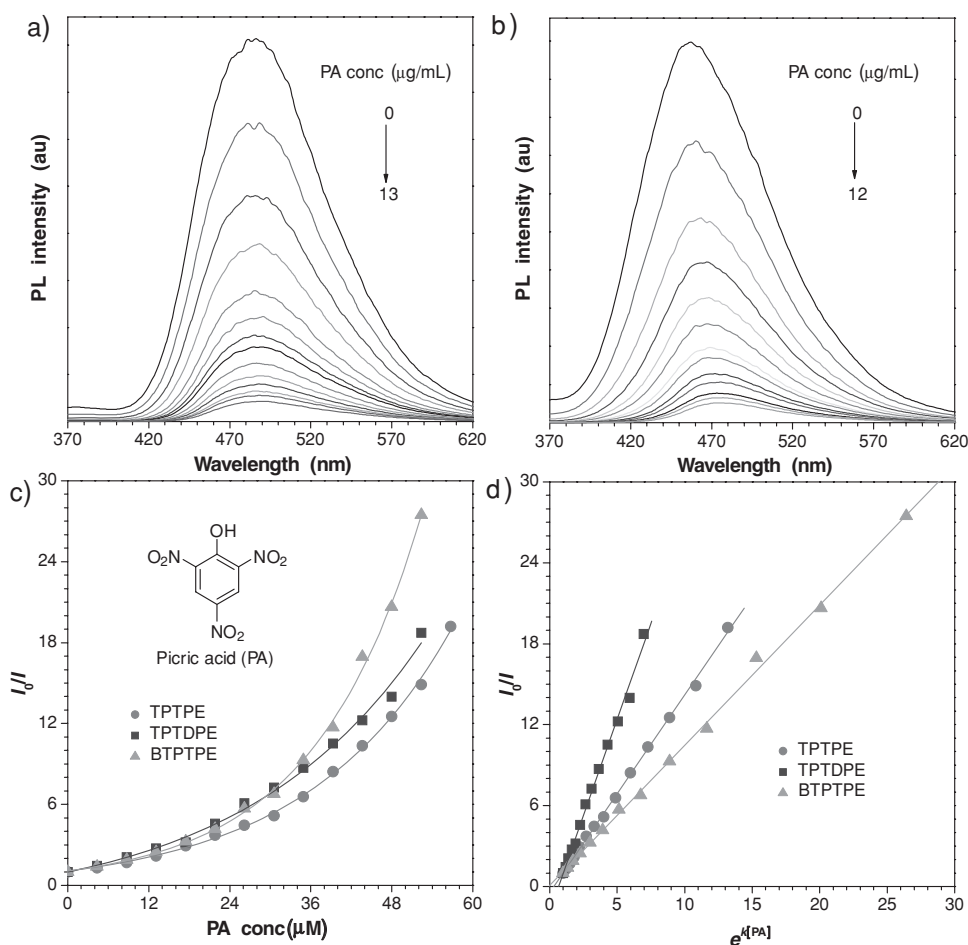 a)
PA conc (µg/mL)
0
13
PL intensity (au)
370 420 470 520 570 620
Wavelength (nm)
b)
PA conc (µg/mL)
0
12
PL intensity (au)
370 420 470 520 570 620
Wavelength (nm)
c)
30
24
18
12
6
0
I0/I
OH
O2N
NO2
NO2
Picric acid (PA)
TPTPE
TPTDPE
BTPTPE
0 12 24 36 48 60
PA conc(µM)
d)
30
24
18
12
6
0
I0/I
TPTPE
TPTDPE
BTPTPE
0 5 10 15 20 25 30
e^k[PA]